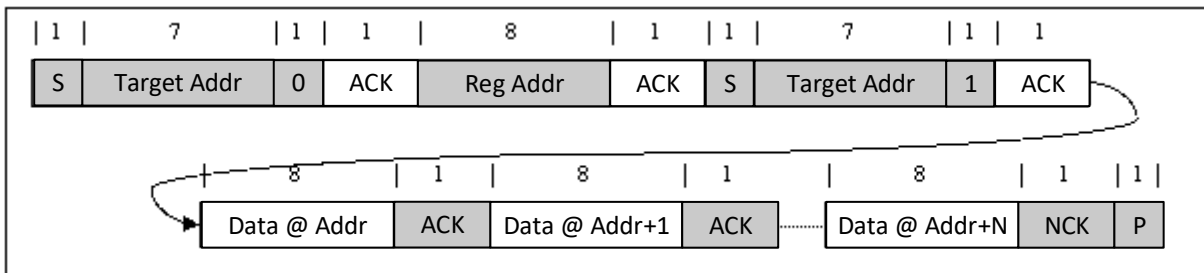 | 1 | 7 | 1 | 1 | 8 | 1 | 1 | 7 | 1 | 1
S Target Addr 0 ACK Reg Addr ACK S Target Addr 1 ACK
8 | 1 | 8 | 1 | | 8 | 1 | 1 |
Data @ Addr ACK Data @ Addr+1 ACK Data @ Addr+N NCK P